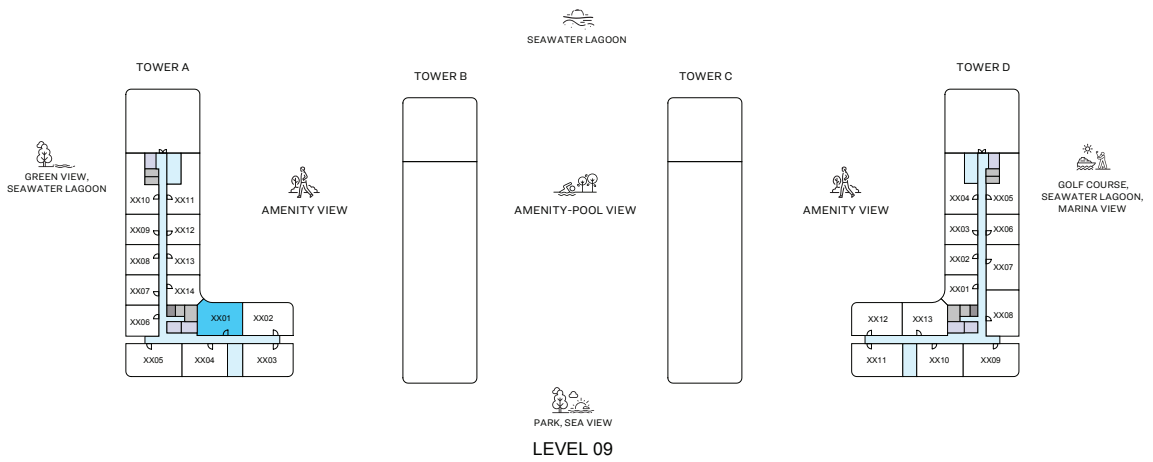 SEAWATER LAGOON
TOWER A
TOWER B
TOWER C
TOWER D
GREEN VIEW,
SEAWATER LAGOON
AMENITY VIEW
AMENITY-POOL VIEW
AMENITY VIEW
GOLF COURSE,
SEAWATER LAGOON,
MARINA VIEW
XX10
XX11
XX09
XX12
XX08
XX13
XX07
XX14
XX06
XX01
XX02
XX05
XX04
XX03
XX04
XX05
XX03
XX06
XX02
XX07
XX01
XX12
XX13
XX08
XX11
XX10
XX09
PARK, SEA VIEW
LEVEL 09